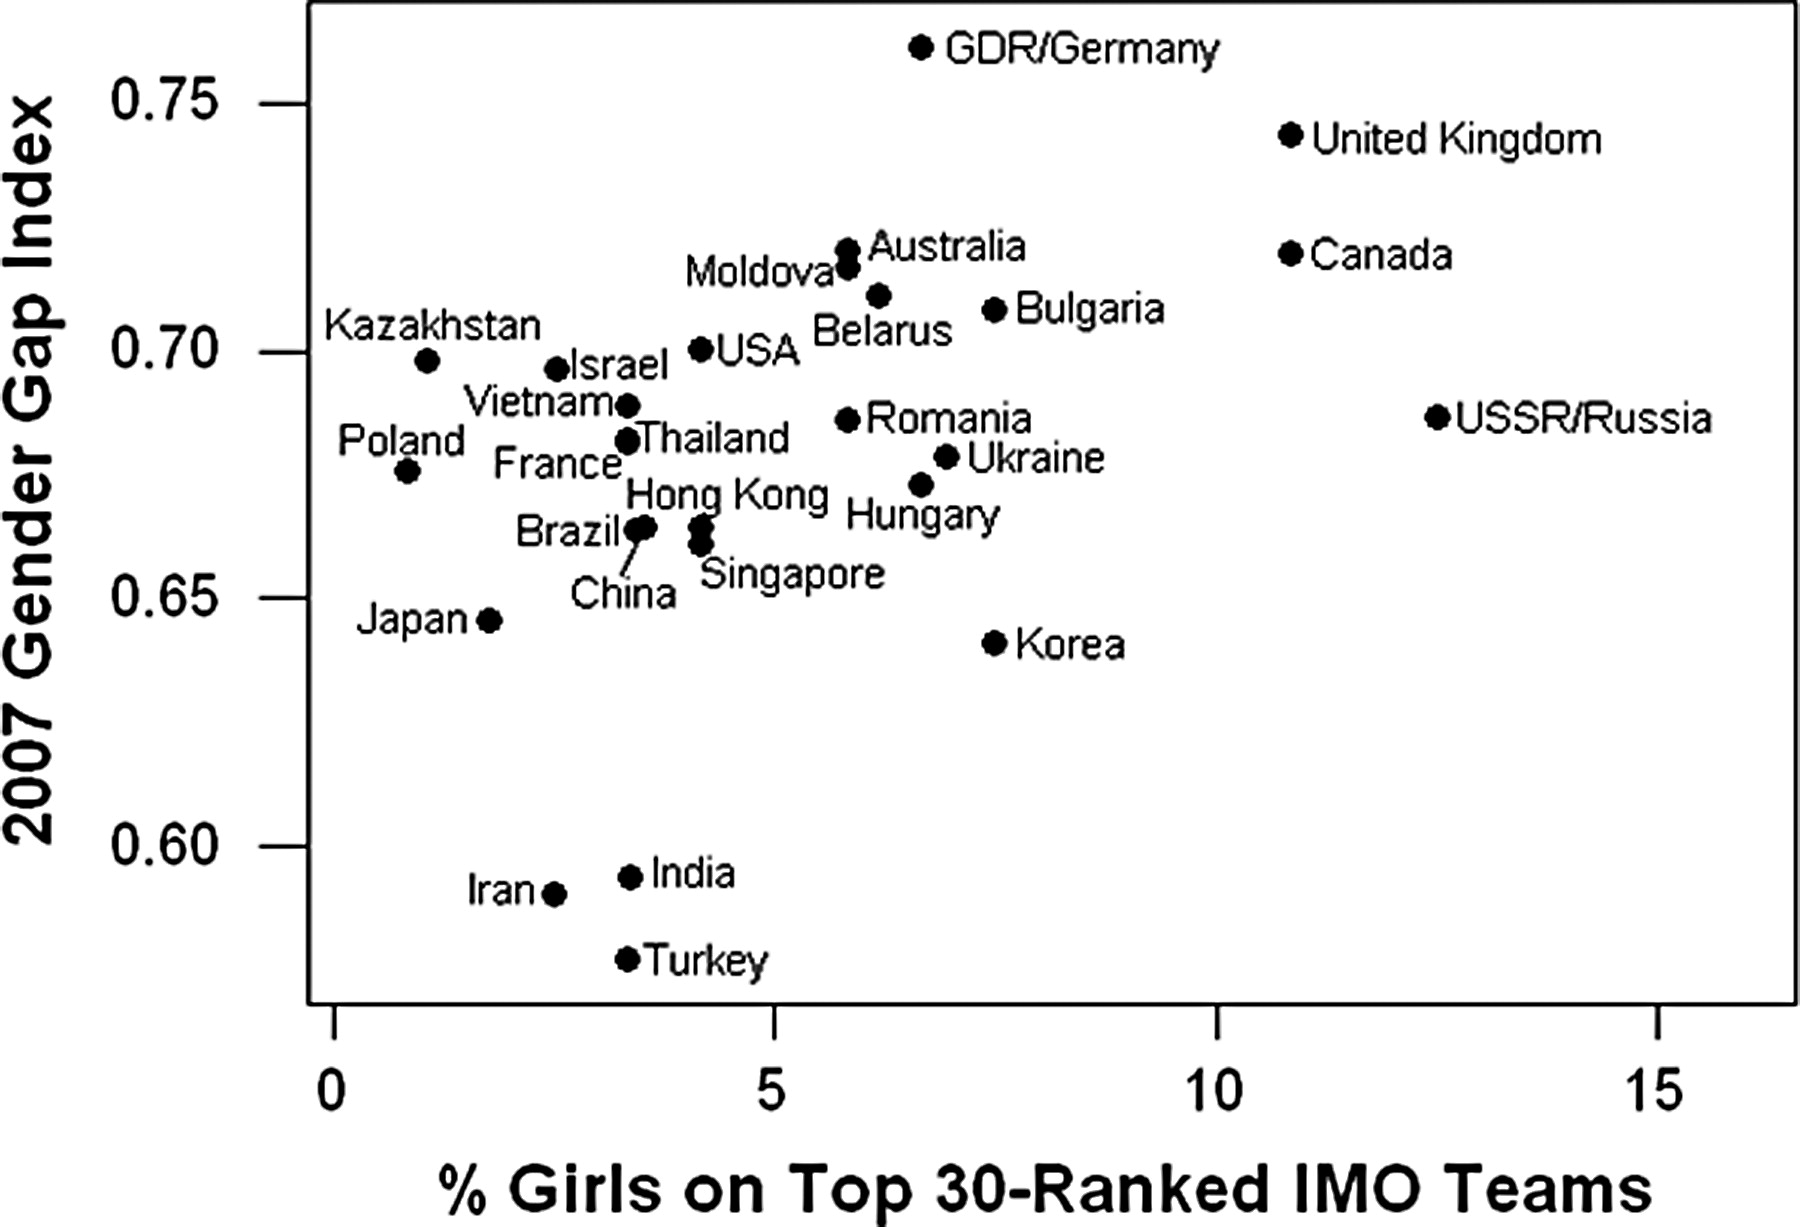 GDR/Germany
0.75
United Kingdom
Australia
Canada
Moldova
Bulgaria
Kazakhstan
Belarus
0.70
USA
Israel
Vietnam
Romania
USSR/Russia
Poland
Thailand
Ukraine
France
Hong Kong
Hungary
Brazil
Singapore
China
0.65
Japan
Korea
0.60
India
Iran
Turkey
2007 Gender Gap Index
0 5 10 15
% Girls on Top 30-Ranked IMO Teams